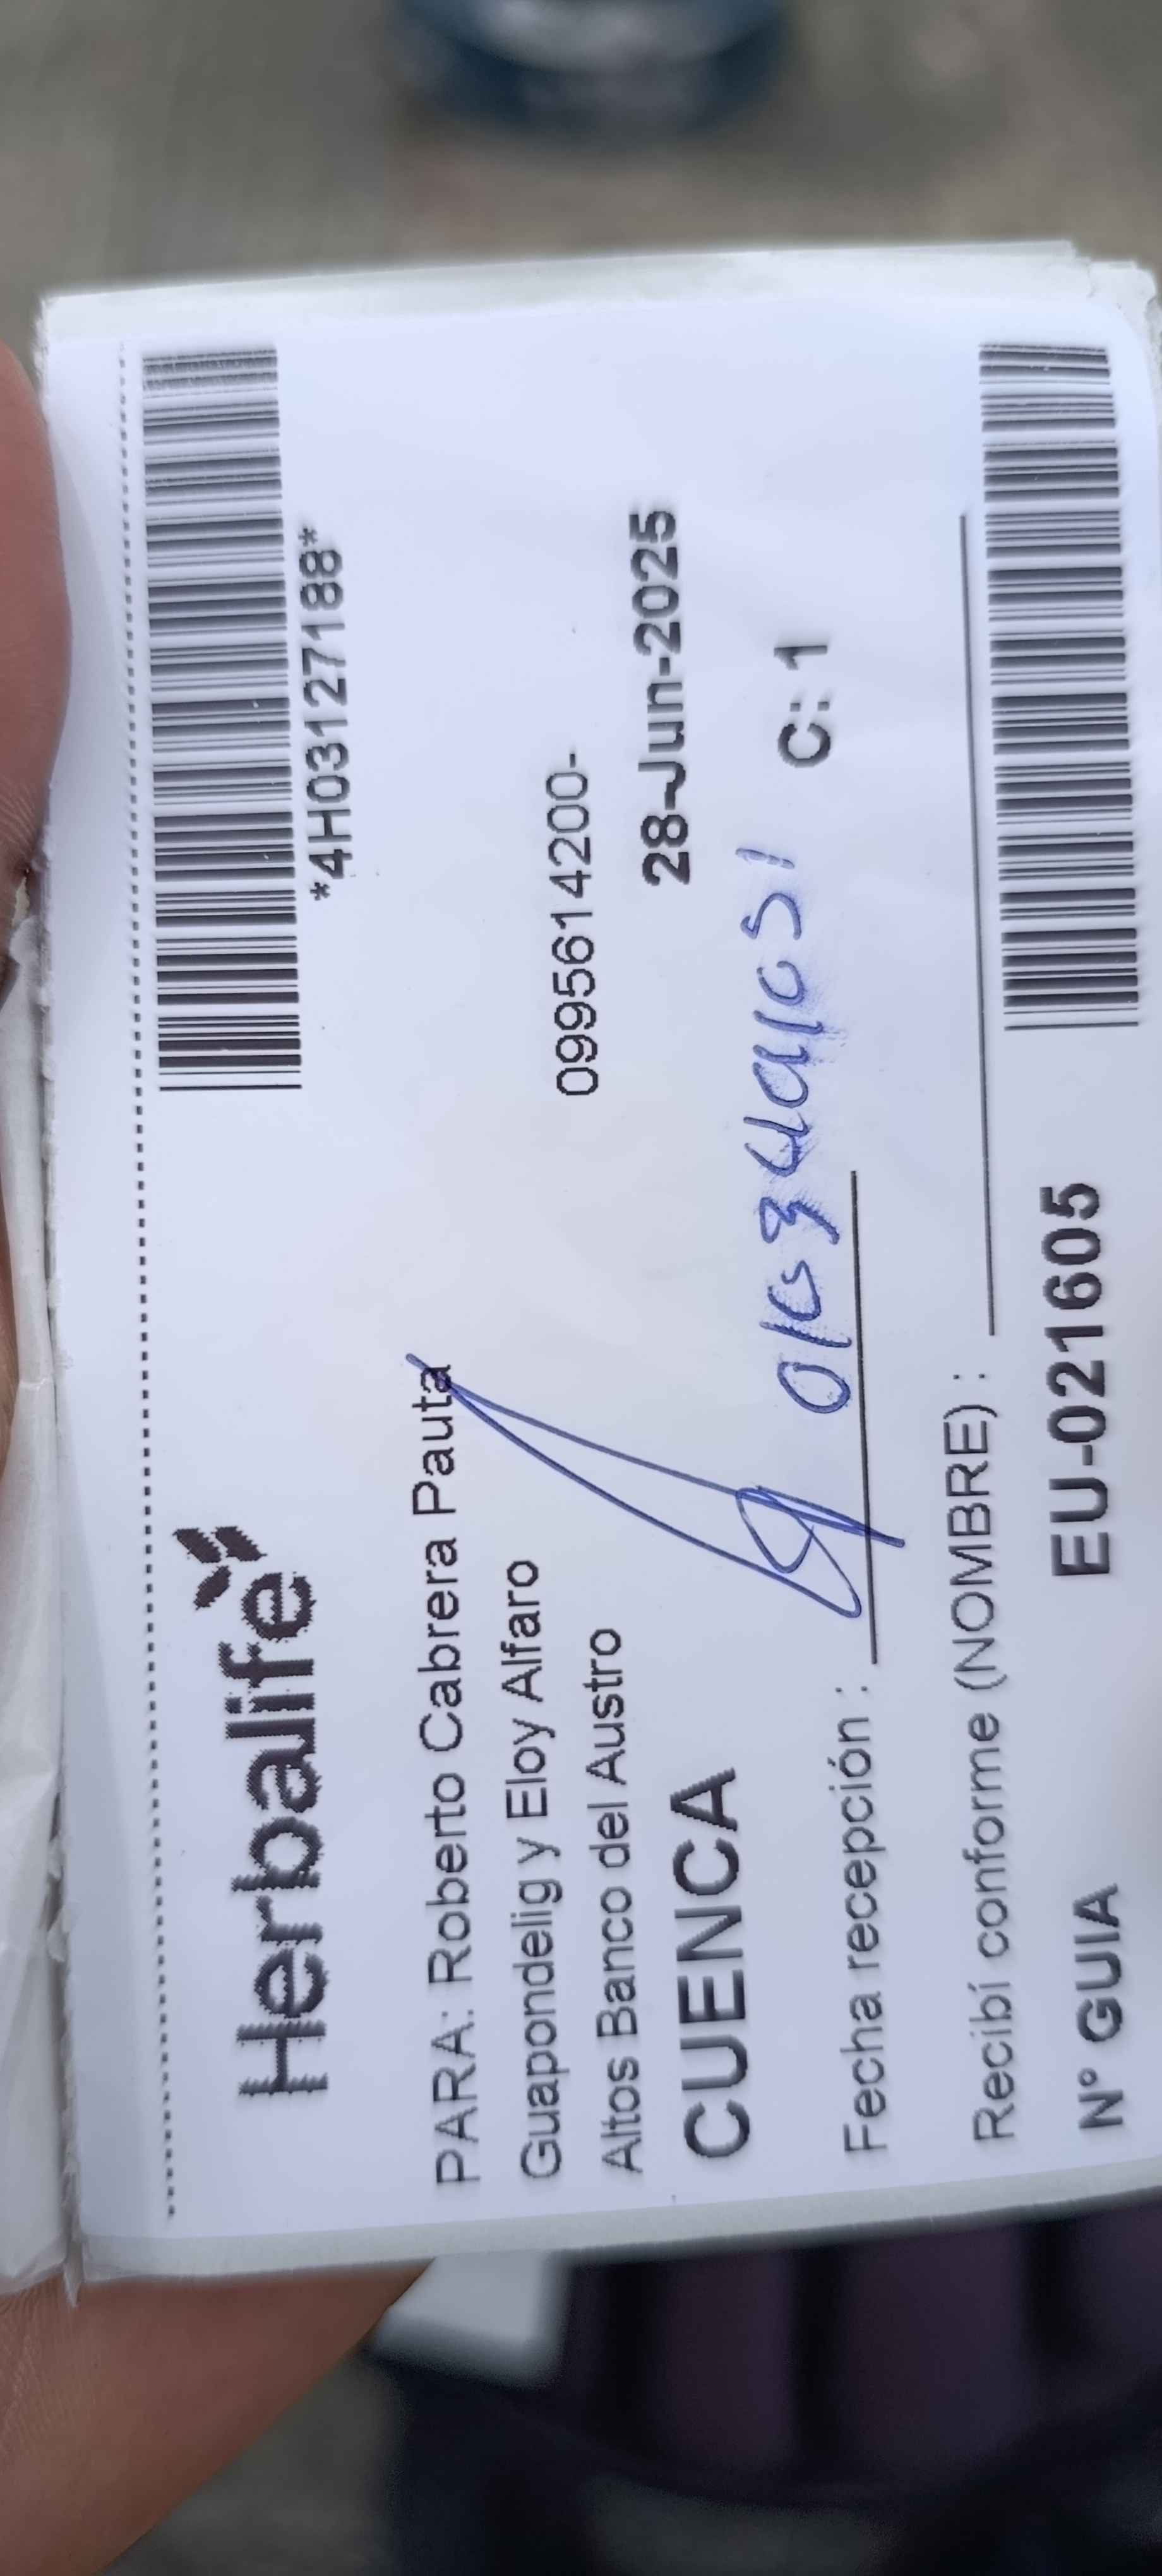 *4H03127188*
Herbalife
PARA: Roberto Cabrera Pauta
Guapondelig y Eloy Alfaro
Altos Banco del Austro 0995614200-
CUENCA 28-Jun-2025
Fecha recepción : C: 1
Recibí conforme (NOMBRE) :
N° GUIA EU-021605